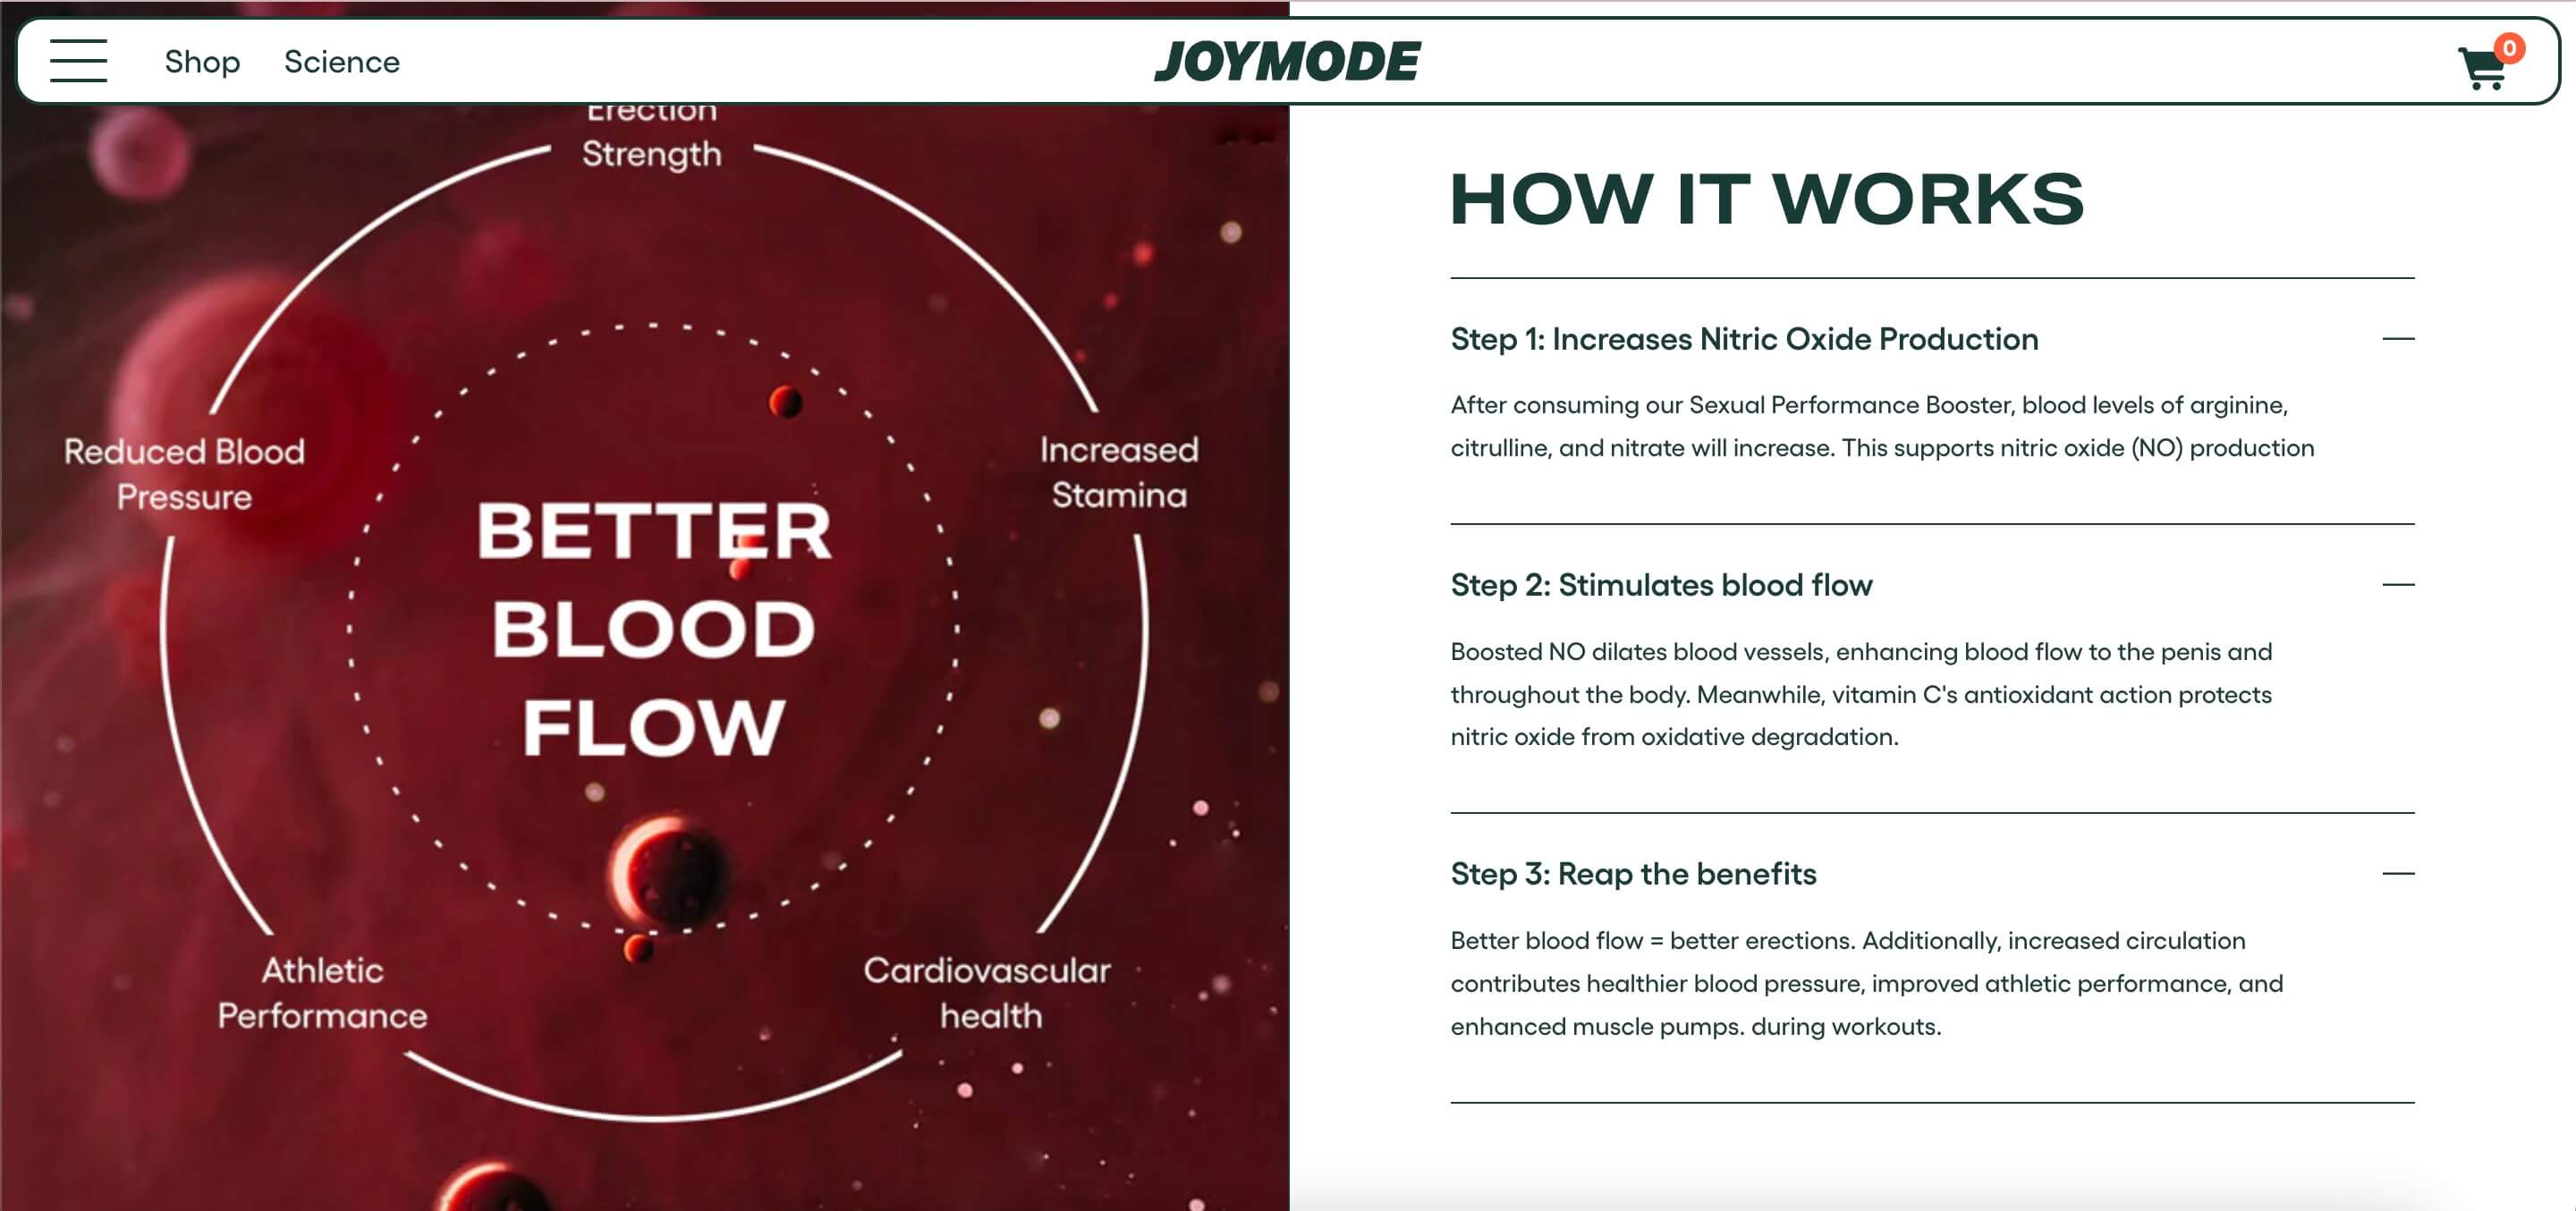 Shop
Science
JOYMODE
0
Erection
Strength
Reduced Blood
Pressure
Increased
Stamina
BETTER
BLOOD
FLOW
Athletic
Performance
Cardiovascular
health
HOW IT WORKS
Step 1: Increases Nitric Oxide Production
After consuming our Sexual Performance Booster, blood levels of arginine,
citrulline, and nitrate will increase. This supports nitric oxide (NO) production
Step 2: Stimulates blood flow
Boosted NO dilates blood vessels, enhancing blood flow to the penis and
throughout the body. Meanwhile, vitamin C's antioxidant action protects
nitric oxide from oxidative degradation.
Step 3: Reap the benefits
Better blood flow = better erections. Additionally, increased circulation
contributes healthier blood pressure, improved athletic performance, and
enhanced muscle pumps. during workouts.